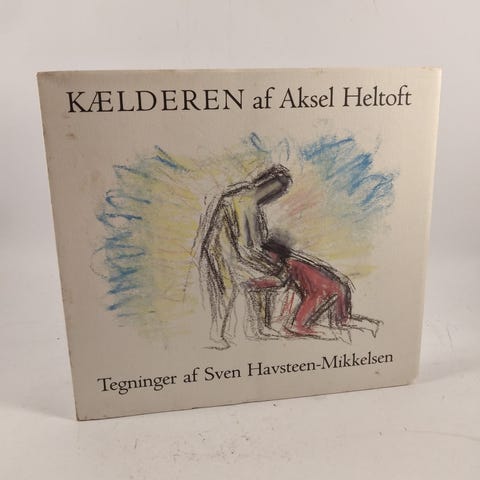 KÆLDEREN af Aksel Heltoft
Tegninger af Sven Havsteen-Mikkelsen